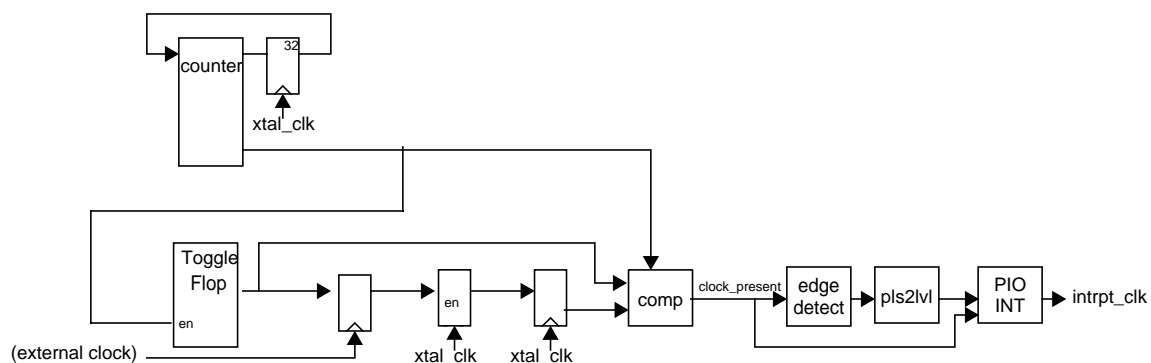 32
counter
xtal_clk
Toggle
Flop
en
(external clock)
en
xtal_clk
xtal_clk
comp
clock_present
edge
detect
pls2lvl
PIO
INT
intrpt_clk